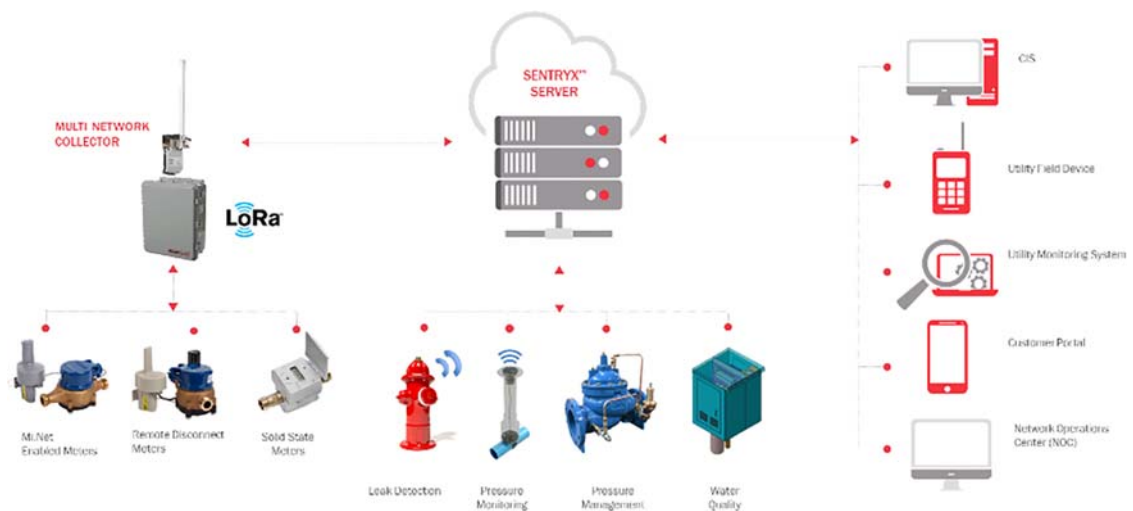 SENTRYX™
SERVER
MULTI NETWORK
COLLECTOR
LoRa™
CIS
Utility Field Device
Utility Monitoring System
Customer Portal
Network Operations
Center (NOC)
Mi.Net
Enabled Meters
Remote Disconnect
Meters
Solid State
Meters
Leak Detection
Pressure
Monitoring
Pressure
Management
Water
Quality